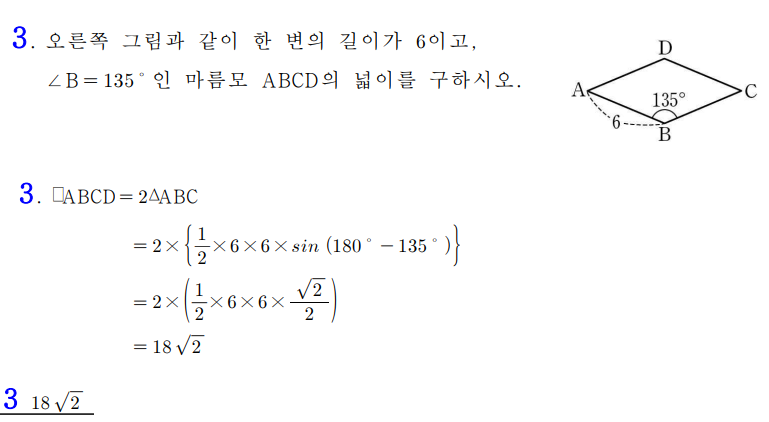 3. 오른쪽 그림과 같이 한 변의 길이가 6이고,
∠B=135°인 마름모 ABCD의 넓이를 구하시오.
D
A
C
135°
6
B
3. □ABCD=2△ABC
=2×{1/2×6×6×sin (180°-135°)}
=2×(1/2×6×6×√2/2)
=18√2
3 18√2